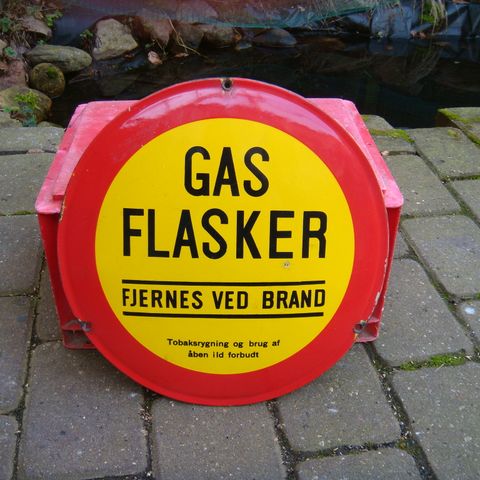 GAS
FLASKER
FJERNES VED BRAND
Tobaksrygning og brug af
åben ild forbudt